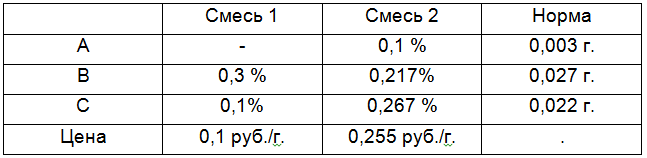 Смесь 1 Смесь 2 Норма
А - 0,1 % 0,003 г.
В 0,3 % 0,217% 0,027 г.
С 0,1% 0,267 % 0,022 г.
Цена 0,1 руб./г. 0,255 руб./г. .